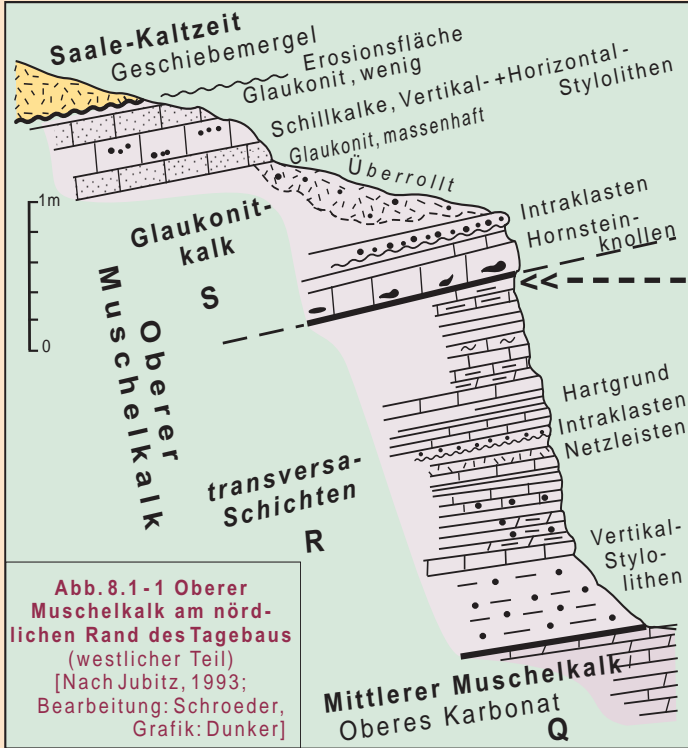 Saale-Kaltzeit
Geschiebemergel
Erosionsfläche
Glaukonit, wenig
Schillkalke, Vertikal-+Horizontal-
Stylolithen
Glaukonit, massenhaft
Überrollt
1m
0
Glaukonit-
kalk
S
Oberer
Muschelkalk
Intraklasten
Hornstein-
knollen
<<
Hartgrund
Intraklasten
Netzleisten
transversa-
Schichten
R
Vertikal-
Stylo-
lithen
Mittlerer Muschelkalk
Oberes Karbonat
Q
Abb. 8.1-1 Oberer
Muschelkalk am nörd-
lichen Rand des Tagebaus
(westlicher Teil)
[Nach Jubitz, 1993;
Bearbeitung: Schroeder,
Grafik: Dunker]